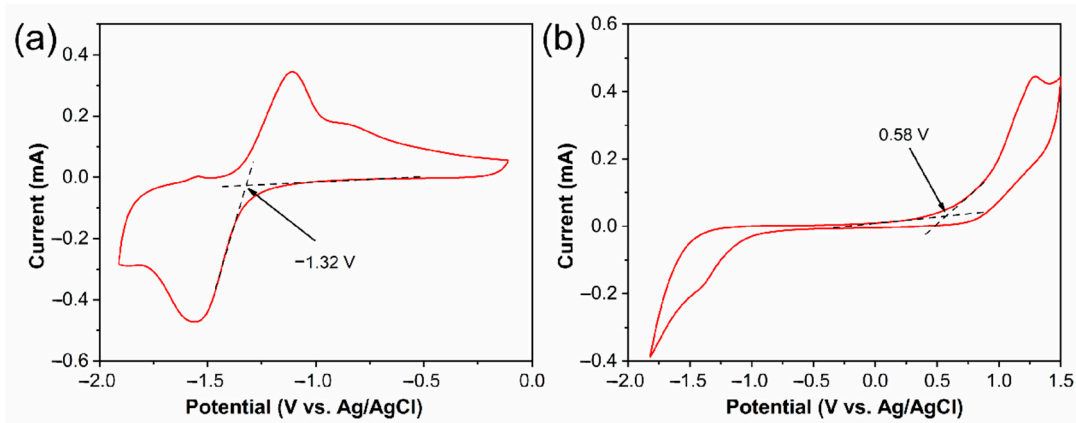 (a)
Current (mA)
0.4
0.2
0.0
−0.2
−0.4
−0.6
−1.32 V
−2.0 −1.5 −1.0 −0.5 0.0
Potential (V vs. Ag/AgCl)
(b)
Current (mA)
0.6
0.4
0.2
0.0
−0.2
−0.4
0.58 V
−2.0 −1.5 −1.0 −0.5 0.0 0.5 1.0 1.5
Potential (V vs. Ag/AgCl)